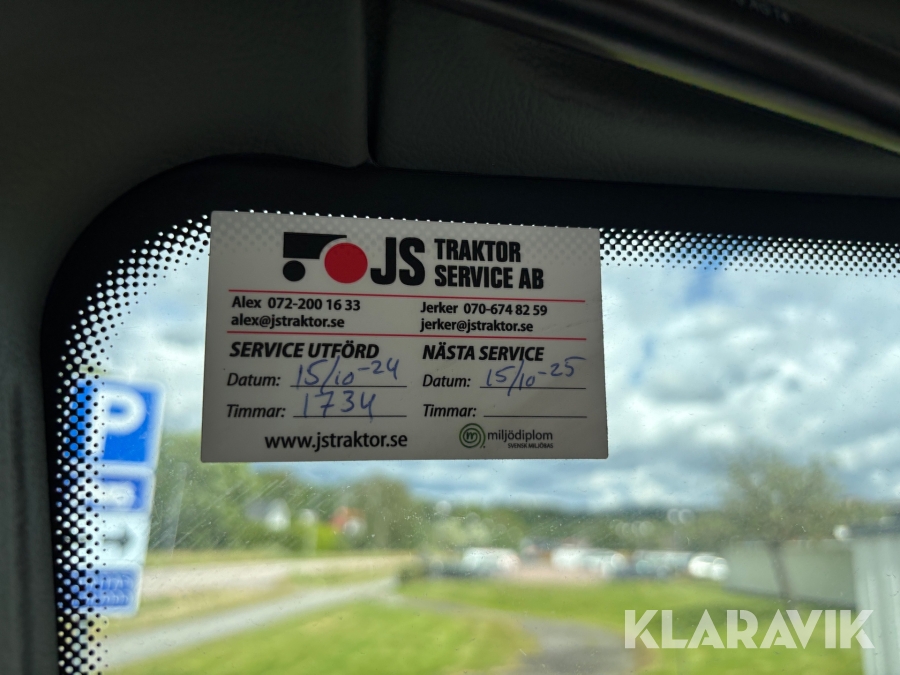 JS TRAKTOR
SERVICE AB
Alex 072-200 16 33
alex@jstraktor.se
Jerker 070-674 82 59
jerker@jstraktor.se
SERVICE UTFÖRD
Datum: 15/10-24
Timmar: 1734
NÄSTA SERVICE
Datum: 15/10-25
Timmar:
www.jstraktor.se
miljödiplom
SVENSK MILJÖBAS
P
KLARAVIK